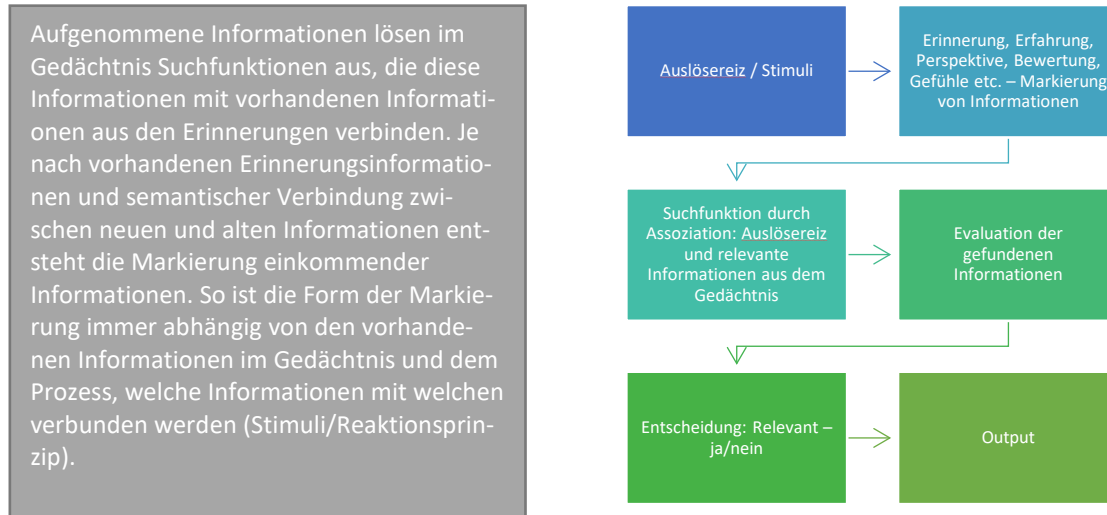 Aufgenommene Informationen lösen im
Gedächtnis Suchfunktionen aus, die diese
Informationen mit vorhandenen Informati-
onen aus den Erinnerungen verbinden. Je
nach vorhandenen Erinnerungsinformatio-
nen und semantischer Verbindung zwi-
schen neuen und alten Informationen ent-
steht die Markierung einkommender
Informationen. So ist die Form der Markie-
rung immer abhängig von den vorhande-
nen Informationen im Gedächtnis und dem
Prozess, welche Informationen mit welchen
verbunden werden (Stimuli/Reaktionsprin-
zip).
Auslösereiz / Stimuli
Erinnerung, Erfahrung,
Perspektive, Bewertung,
Gefühle etc. – Markierung
von Informationen
Suchfunktion durch
Assoziation: Auslösereiz
und relevante
Informationen aus dem
Gedächtnis
Evaluation der
gefundenen
Informationen
Entscheidung: Relevant –
ja/nein
Output